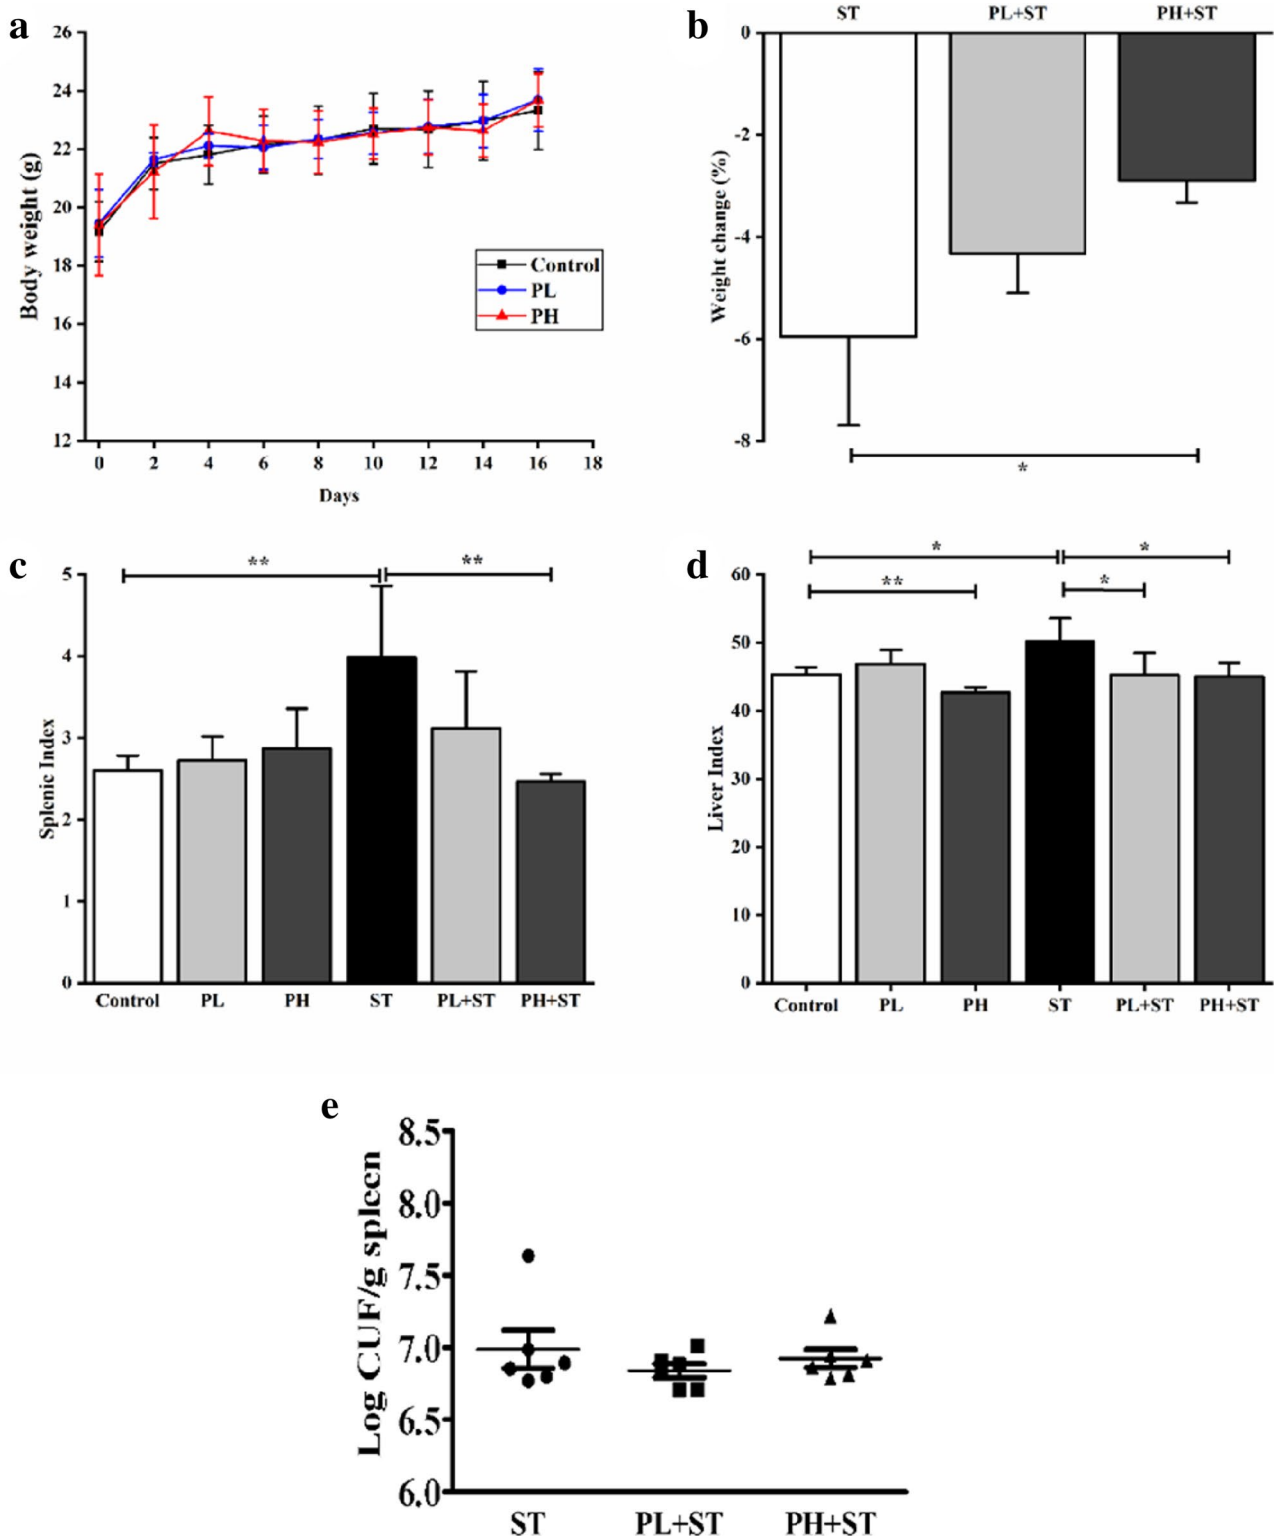 a
26
24
22
20
18
16
14
12
Body weight (g)
0 2 4 6 8 10 12 14 16 18
Days
Control
PL
PH
b
ST PL+ST PH+ST
0
-2
-4
-6
-8
Weight change (%)
*
c
** **
5
4
3
2
1
0
Splenic Index
Control PL PH ST PL+ST PH+ST
d
* *
** *
60
50
40
30
20
10
0
Liver Index
Control PL PH ST PL+ST PH+ST
e
8.5
8.0
7.5
7.0
6.5
6.0
Log CUF/g spleen
ST PL+ST PH+ST